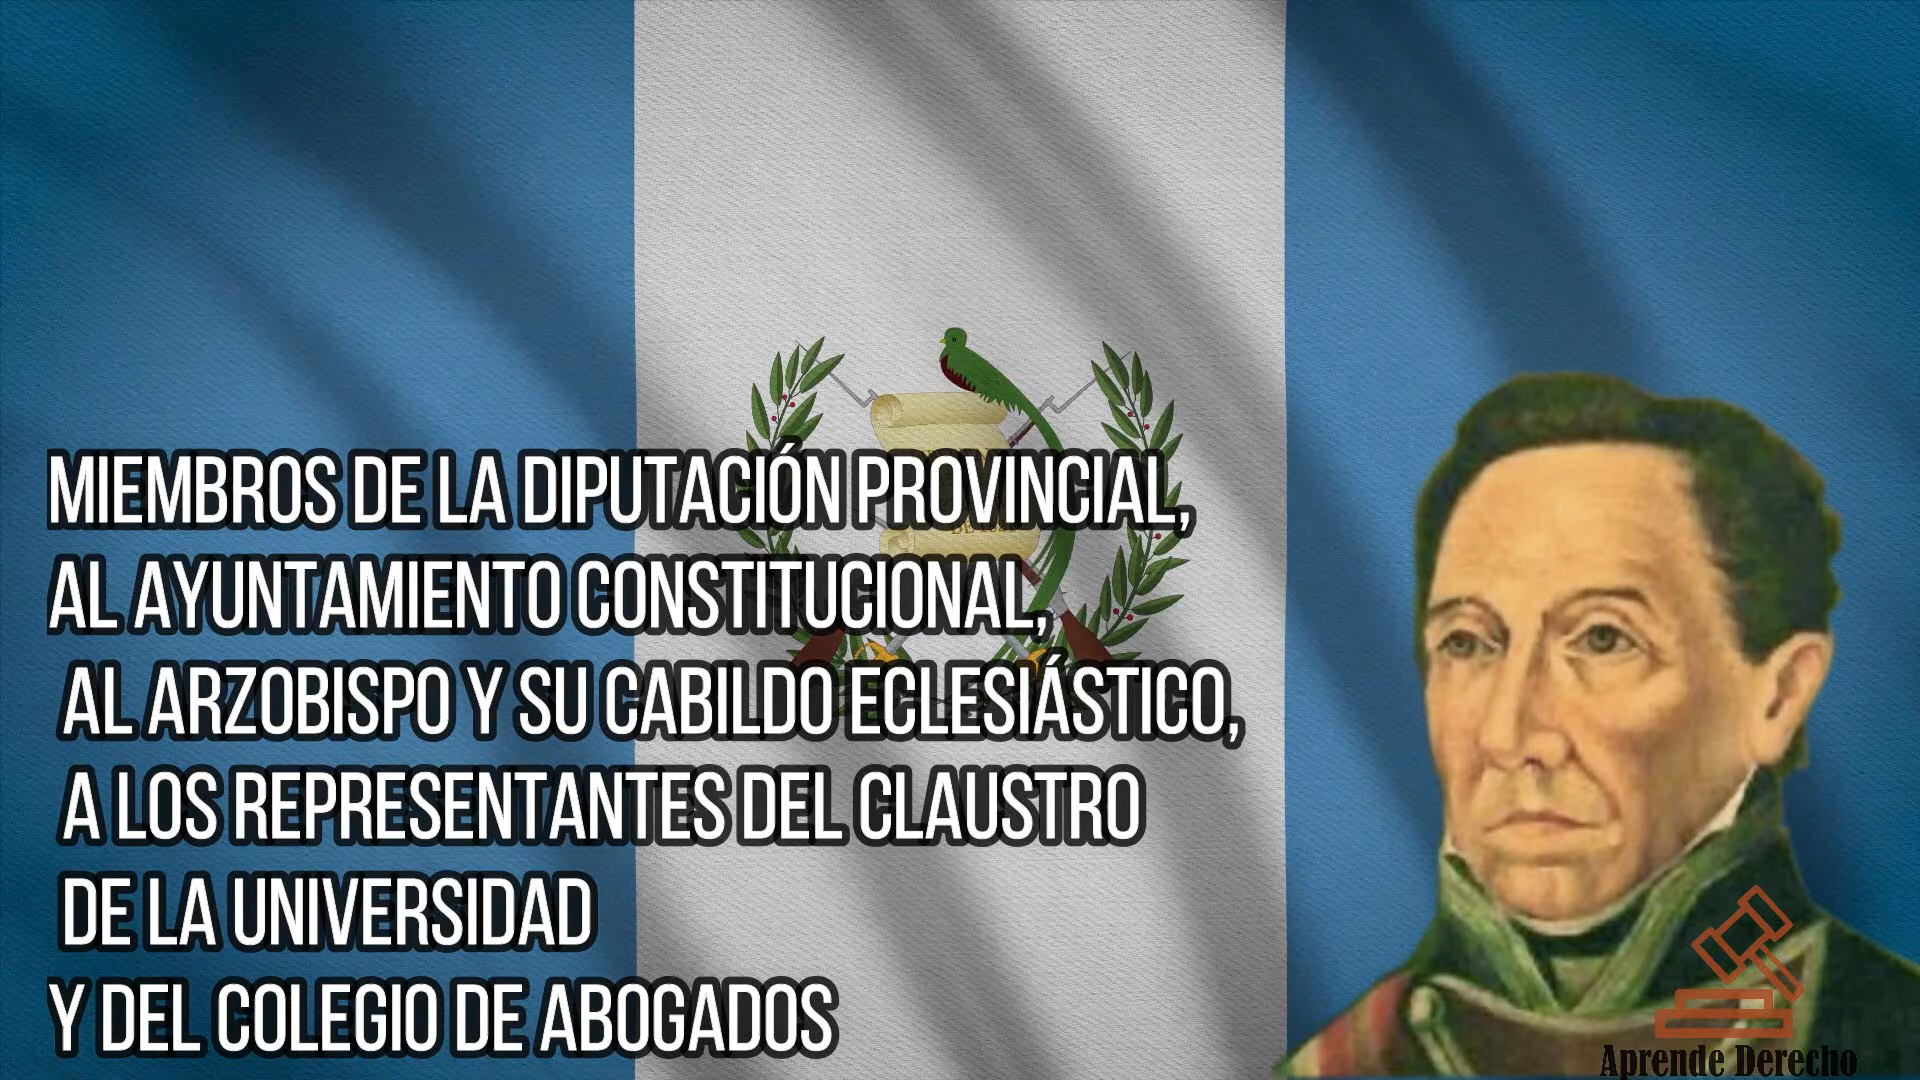 MIEMBROS DE LA DIPUTACIÓN PROVINCIAL,
AL AYUNTAMIENTO CONSTITUCIONAL,
AL ARZOBISPO Y SU CABILDO ECLESIÁSTICO,
A LOS REPRESENTANTES DEL CLAUSTRO
DE LA UNIVERSIDAD
Y DEL COLEGIO DE ABOGADOS
Aprende Derecho